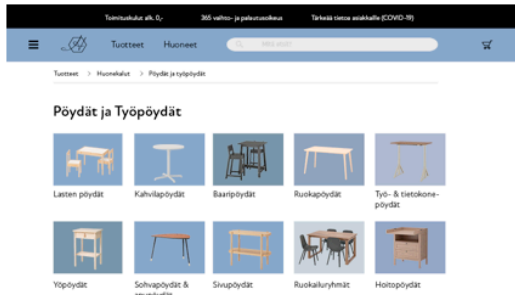 Toimituskulut alk. 0,- 365 vaihto- ja palautusoikeus Tärkeää tietoa asiakkaille (COVID-19)
Tuotteet Huoneet
Tuotteet > Huonekalut > Pöydät ja työpöydät
Pöydät ja Työpöydät
Lasten pöydät Kahvilapöydät Baaripöydät Ruokapöydät Työ- & tietokone-
pöydät
Yöpöydät Sohvapöydät & Sivupöydät Ruokailuryhmät Hoitopöydät
apupöydät